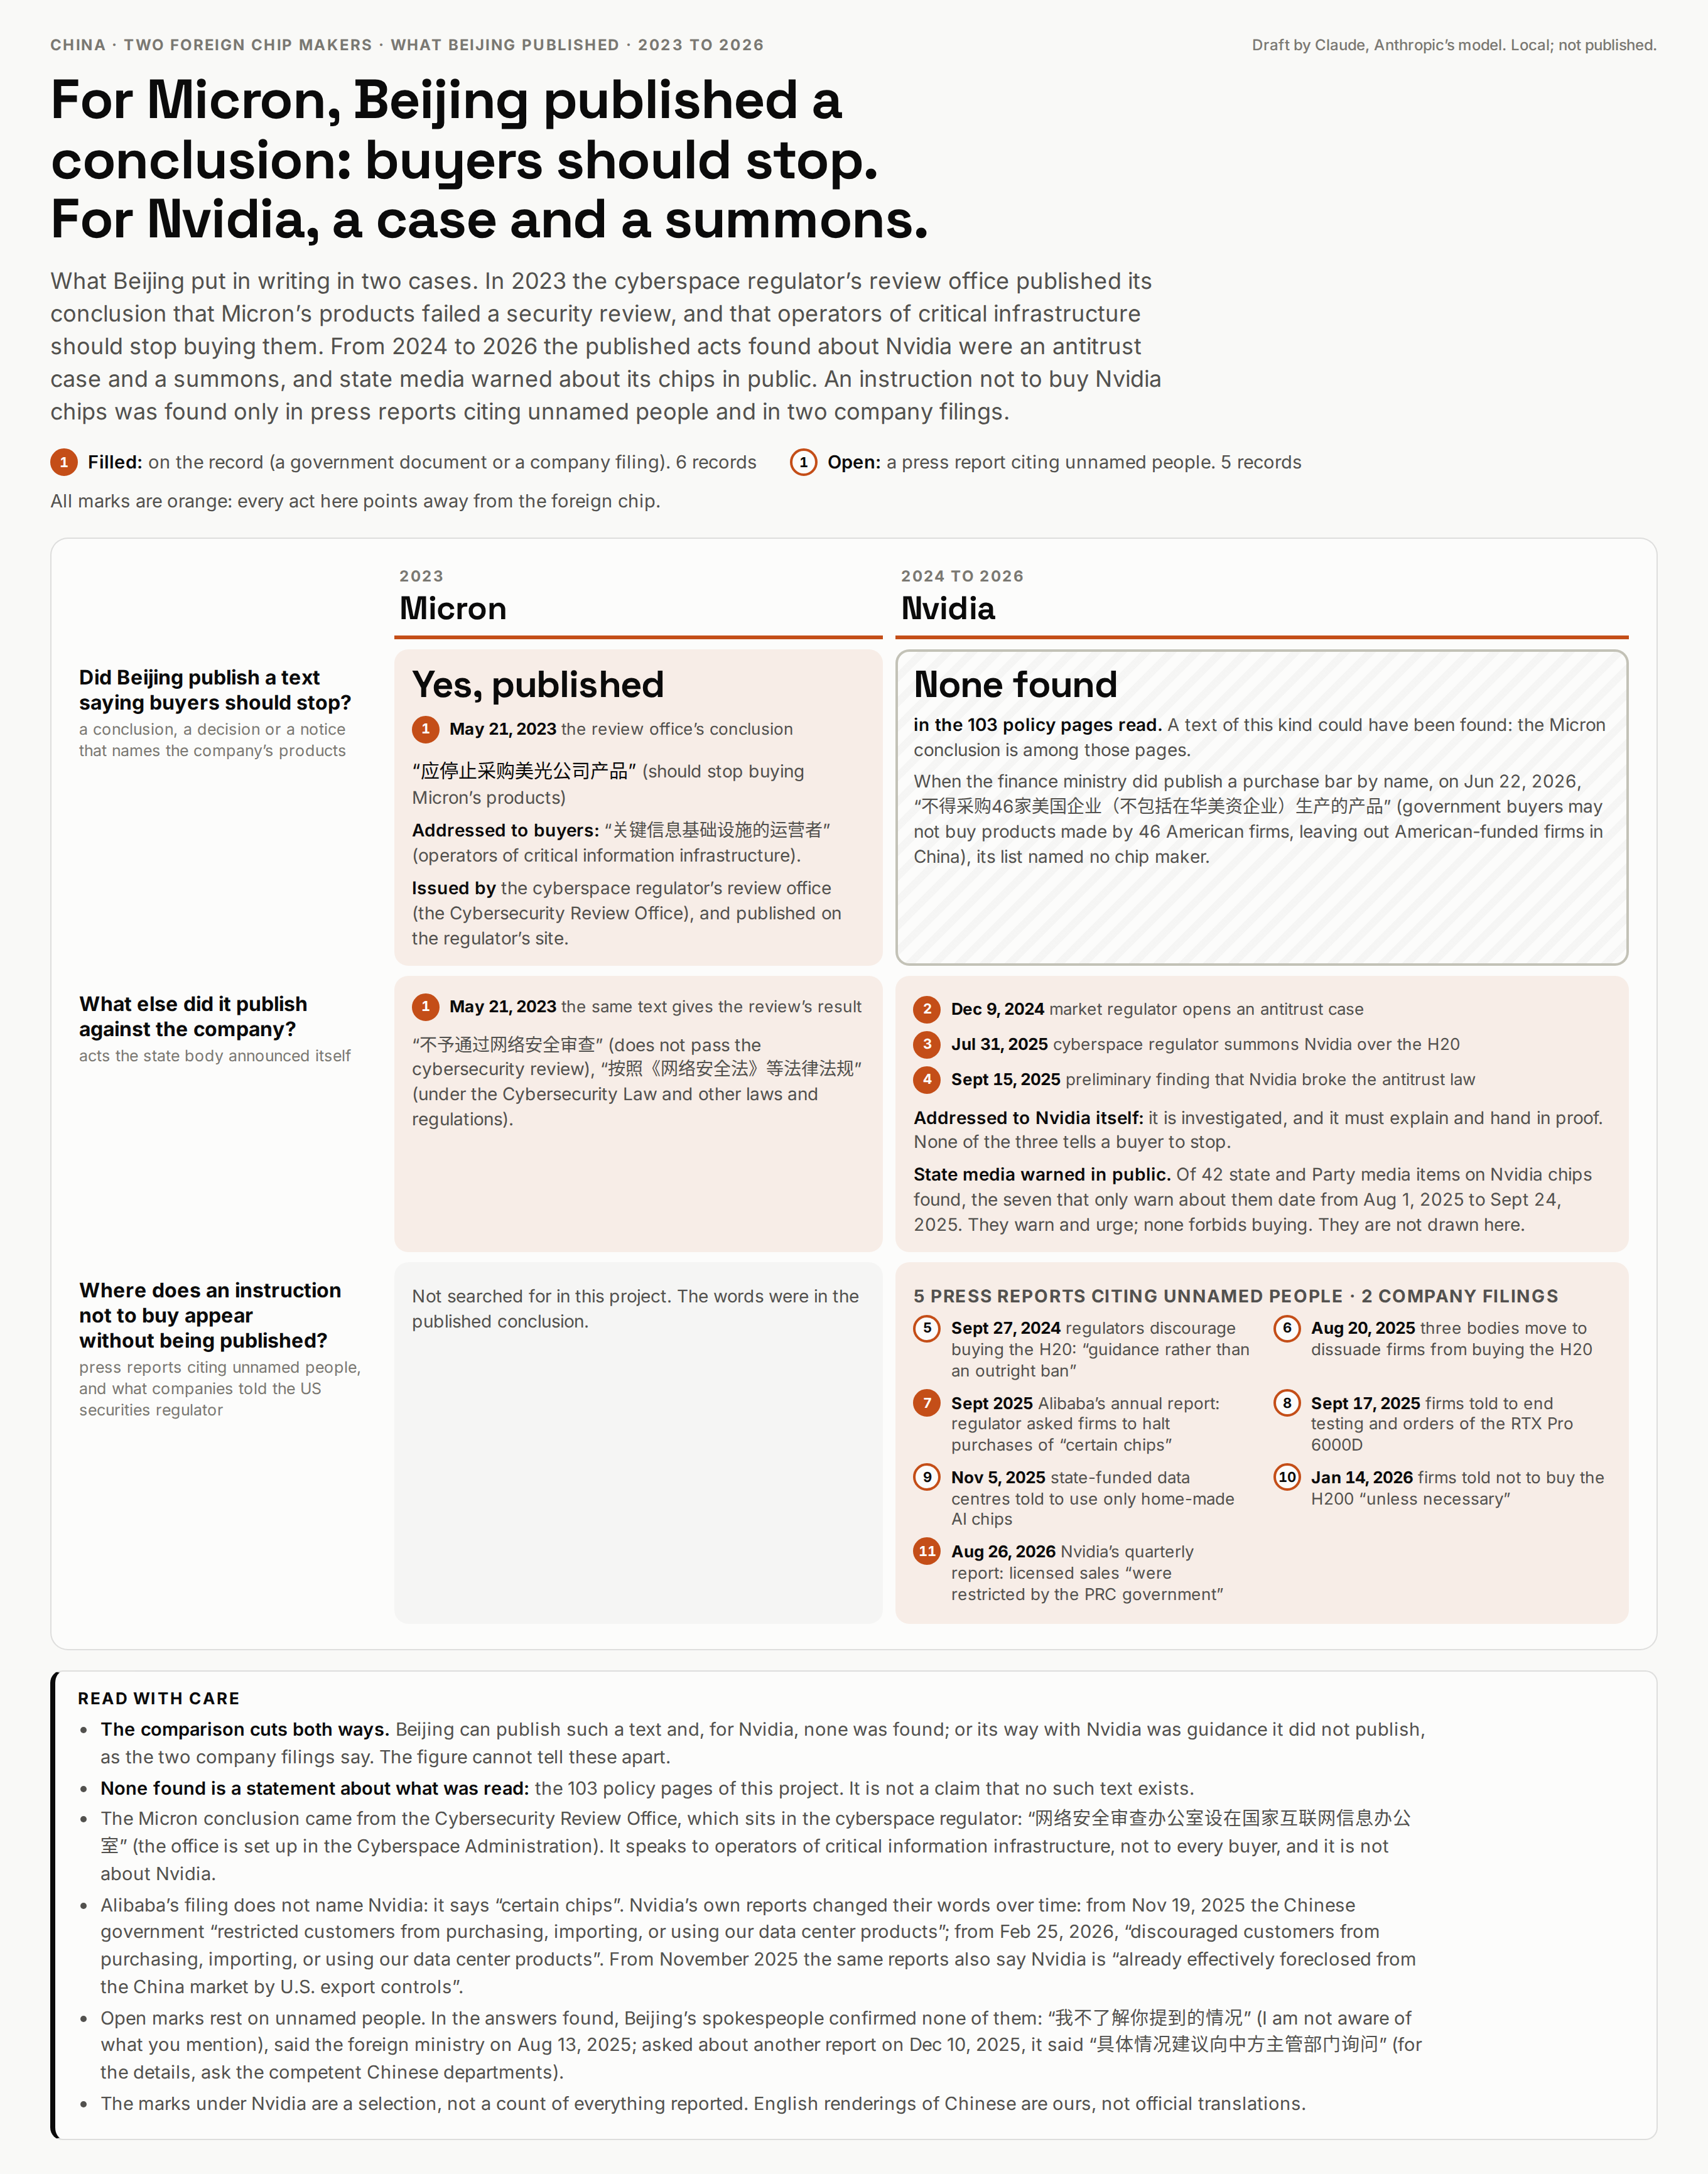 CHINA · TWO FOREIGN CHIP MAKERS · WHAT BEIJING PUBLISHED · 2023 TO 2026
Draft by Claude, Anthropic’s model. Local; not published.
For Micron, Beijing published a
conclusion: buyers should stop.
For Nvidia, a case and a summons.
What Beijing put in writing in two cases. In 2023 the cyberspace regulator’s review office published its
conclusion that Micron’s products failed a security review, and that operators of critical infrastructure
should stop buying them. From 2024 to 2026 the published acts found about Nvidia were an antitrust
case and a summons, and state media warned about its chips in public. An instruction not to buy Nvidia
chips was found only in press reports citing unnamed people and in two company filings.
1 Filled: on the record (a government document or a company filing). 6 records
1 Open: a press report citing unnamed people. 5 records
All marks are orange: every act here points away from the foreign chip.
2023
Micron
2024 TO 2026
Nvidia
Did Beijing publish a text
saying buyers should stop?
a conclusion, a decision or a notice
that names the company’s products
Yes, published
1 May 21, 2023 the review office’s conclusion
“应停止采购美光公司产品” (should stop buying
Micron’s products)
Addressed to buyers: “关键信息基础设施的运营者”
(operators of critical information infrastructure).
Issued by the cyberspace regulator’s review office
(the Cybersecurity Review Office), and published on
the regulator’s site.
None found
in the 103 policy pages read. A text of this kind could have been found: the Micron
conclusion is among those pages.
When the finance ministry did publish a purchase bar by name, on Jun 22, 2026,
“不得采购46家美国企业（不包括在华美资企业）生产的产品” (government buyers may
not buy products made by 46 American firms, leaving out American-funded firms in
China), its list named no chip maker.
What else did it publish
against the company?
acts the state body announced itself
1 May 21, 2023 the same text gives the review’s result
“不予通过网络安全审查” (does not pass the
cybersecurity review), “按照《网络安全法》等法律法规”
(under the Cybersecurity Law and other laws and
regulations).
2 Dec 9, 2024 market regulator opens an antitrust case
3 Jul 31, 2025 cyberspace regulator summons Nvidia over the H20
4 Sept 15, 2025 preliminary finding that Nvidia broke the antitrust law
Addressed to Nvidia itself: it is investigated, and it must explain and hand in proof.
None of the three tells a buyer to stop.
State media warned in public. Of 42 state and Party media items on Nvidia chips
found, the seven that only warn about them date from Aug 1, 2025 to Sept 24,
2025. They warn and urge; none forbids buying. They are not drawn here.
Where does an instruction
not to buy appear
without being published?
press reports citing unnamed people,
and what companies told the US
securities regulator
Not searched for in this project. The words were in the
published conclusion.
5 PRESS REPORTS CITING UNNAMED PEOPLE · 2 COMPANY FILINGS
5 Sept 27, 2024 regulators discourage
buying the H20: “guidance rather than
an outright ban”
6 Aug 20, 2025 three bodies move to
dissuade firms from buying the H20
7 Sept 2025 Alibaba’s annual report:
regulator asked firms to halt
purchases of “certain chips”
8 Sept 17, 2025 firms told to end
testing and orders of the RTX Pro
6000D
9 Nov 5, 2025 state-funded data
centres told to use only home-made
AI chips
10 Jan 14, 2026 firms told not to buy the
H200 “unless necessary”
11 Aug 26, 2026 Nvidia’s quarterly
report: licensed sales “were
restricted by the PRC government”
READ WITH CARE
• The comparison cuts both ways. Beijing can publish such a text and, for Nvidia, none was found; or its way with Nvidia was guidance it did not publish,
as the two company filings say. The figure cannot tell these apart.
• None found is a statement about what was read: the 103 policy pages of this project. It is not a claim that no such text exists.
• The Micron conclusion came from the Cybersecurity Review Office, which sits in the cyberspace regulator: “网络安全审查办公室设在国家互联网信息办公
室” (the office is set up in the Cyberspace Administration). It speaks to operators of critical information infrastructure, not to every buyer, and it is not
about Nvidia.
• Alibaba’s filing does not name Nvidia: it says “certain chips”. Nvidia’s own reports changed their words over time: from Nov 19, 2025 the Chinese
government “restricted customers from purchasing, importing, or using our data center products”; from Feb 25, 2026, “discouraged customers from
purchasing, importing, or using our data center products”. From November 2025 the same reports also say Nvidia is “already effectively foreclosed from
the China market by U.S. export controls”.
• Open marks rest on unnamed people. In the answers found, Beijing’s spokespeople confirmed none of them: “我不了解你提到的情况” (I am not aware of
what you mention), said the foreign ministry on Aug 13, 2025; asked about another report on Dec 10, 2025, it said “具体情况建议向中方主管部门询问” (for
the details, ask the competent Chinese departments).
• The marks under Nvidia are a selection, not a count of everything reported. English renderings of Chinese are ours, not official translations.